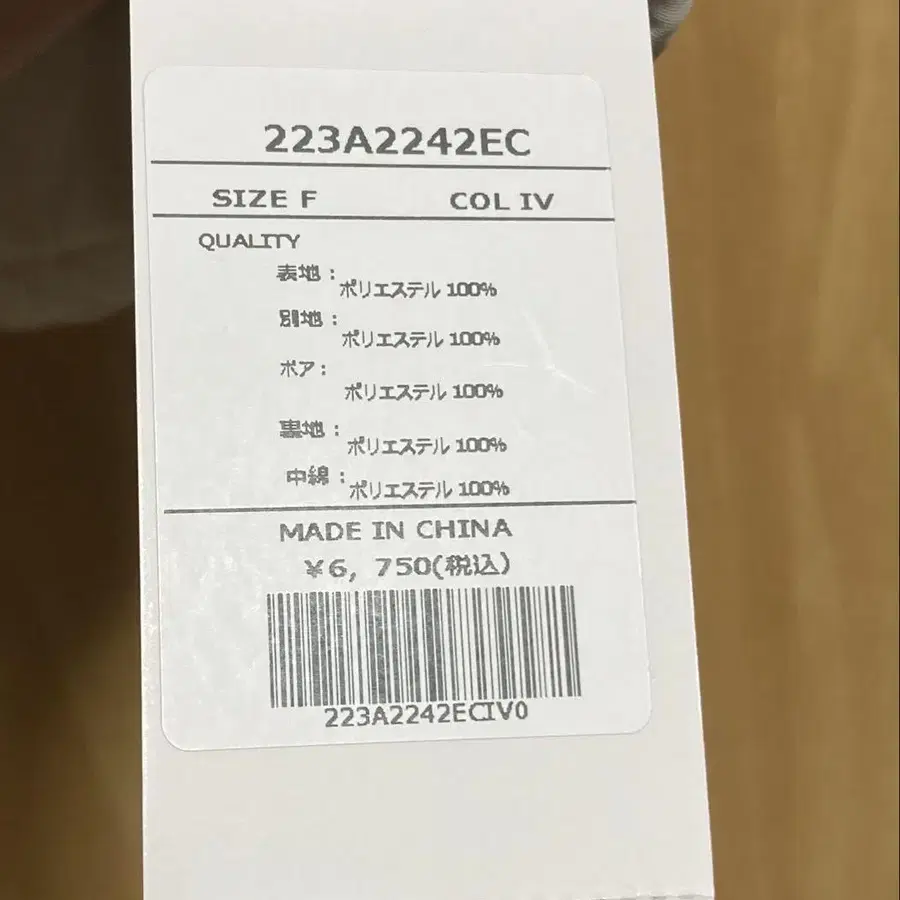 223A2242EC
SIZE F COL IV
QUALITY
表地：
ポリエステル 100%
別地：
ポリエステル 100%
ボア：
ポリエステル 100%
裏地：
ポリエステル 100%
中綿：
ポリエステル 100%
MADE IN CHINA
¥6, 750(税込)
223A2242ECIV0